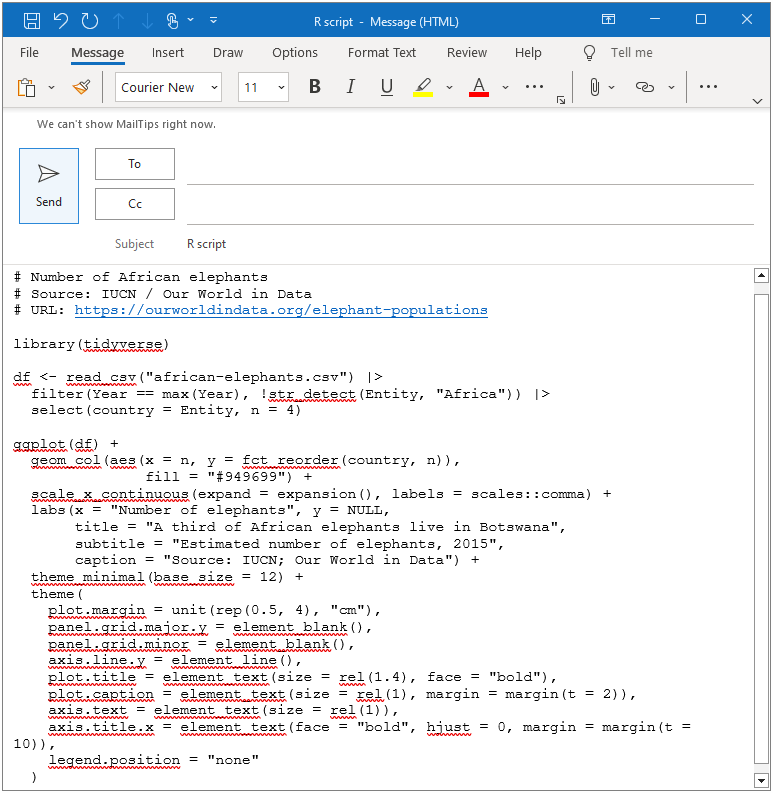 R script - Message (HTML)
File Message Insert Draw Options Format Text Review Help Tell me
Courier New 11 B I U A
We can't show MailTips right now.
Send
To
Cc
Subject R script
# Number of African elephants
# Source: IUCN / Our World in Data
# URL: https://ourworldindata.org/elephant-populations
library(tidyverse)
df <- read_csv("african-elephants.csv") |>
  filter(Year == max(Year), !str_detect(Entity, "Africa")) |>
  select(country = Entity, n = 4)
ggplot(df) +
  geom_col(aes(x = n, y = fct_reorder(country, n)),
               fill = "#949699") +
  scale_x_continuous(expand = expansion(), labels = scales::comma) +
  labs(x = "Number of elephants", y = NULL,
       title = "A third of African elephants live in Botswana",
       subtitle = "Estimated number of elephants, 2015",
       caption = "Source: IUCN; Our World in Data") +
  theme_minimal(base_size = 12) +
  theme(
    plot.margin = unit(rep(0.5, 4), "cm"),
    panel.grid.major.y = element_blank(),
    panel.grid.minor = element_blank(),
    axis.line.y = element_line(),
    plot.title = element_text(size = rel(1.4), face = "bold"),
    plot.caption = element_text(size = rel(1), margin = margin(t = 2)),
    axis.text = element_text(size = rel(1)),
    axis.title.x = element_text(face = "bold", hjust = 0, margin = margin(t =
10)),
    legend.position = "none"
  )